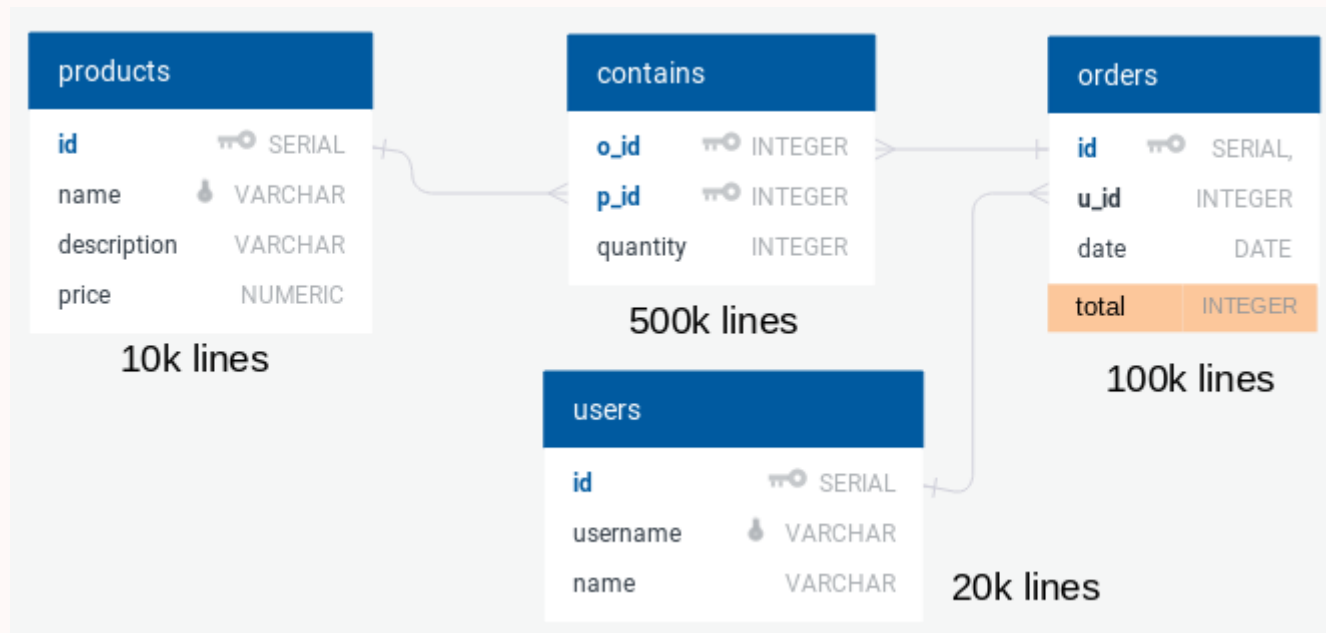 products
id SERIAL
name VARCHAR
description VARCHAR
price NUMERIC
10k lines
contains
o_id INTEGER
p_id INTEGER
quantity INTEGER
500k lines
orders
id SERIAL,
u_id INTEGER
date DATE
total INTEGER
100k lines
users
id SERIAL
username VARCHAR
name VARCHAR
20k lines